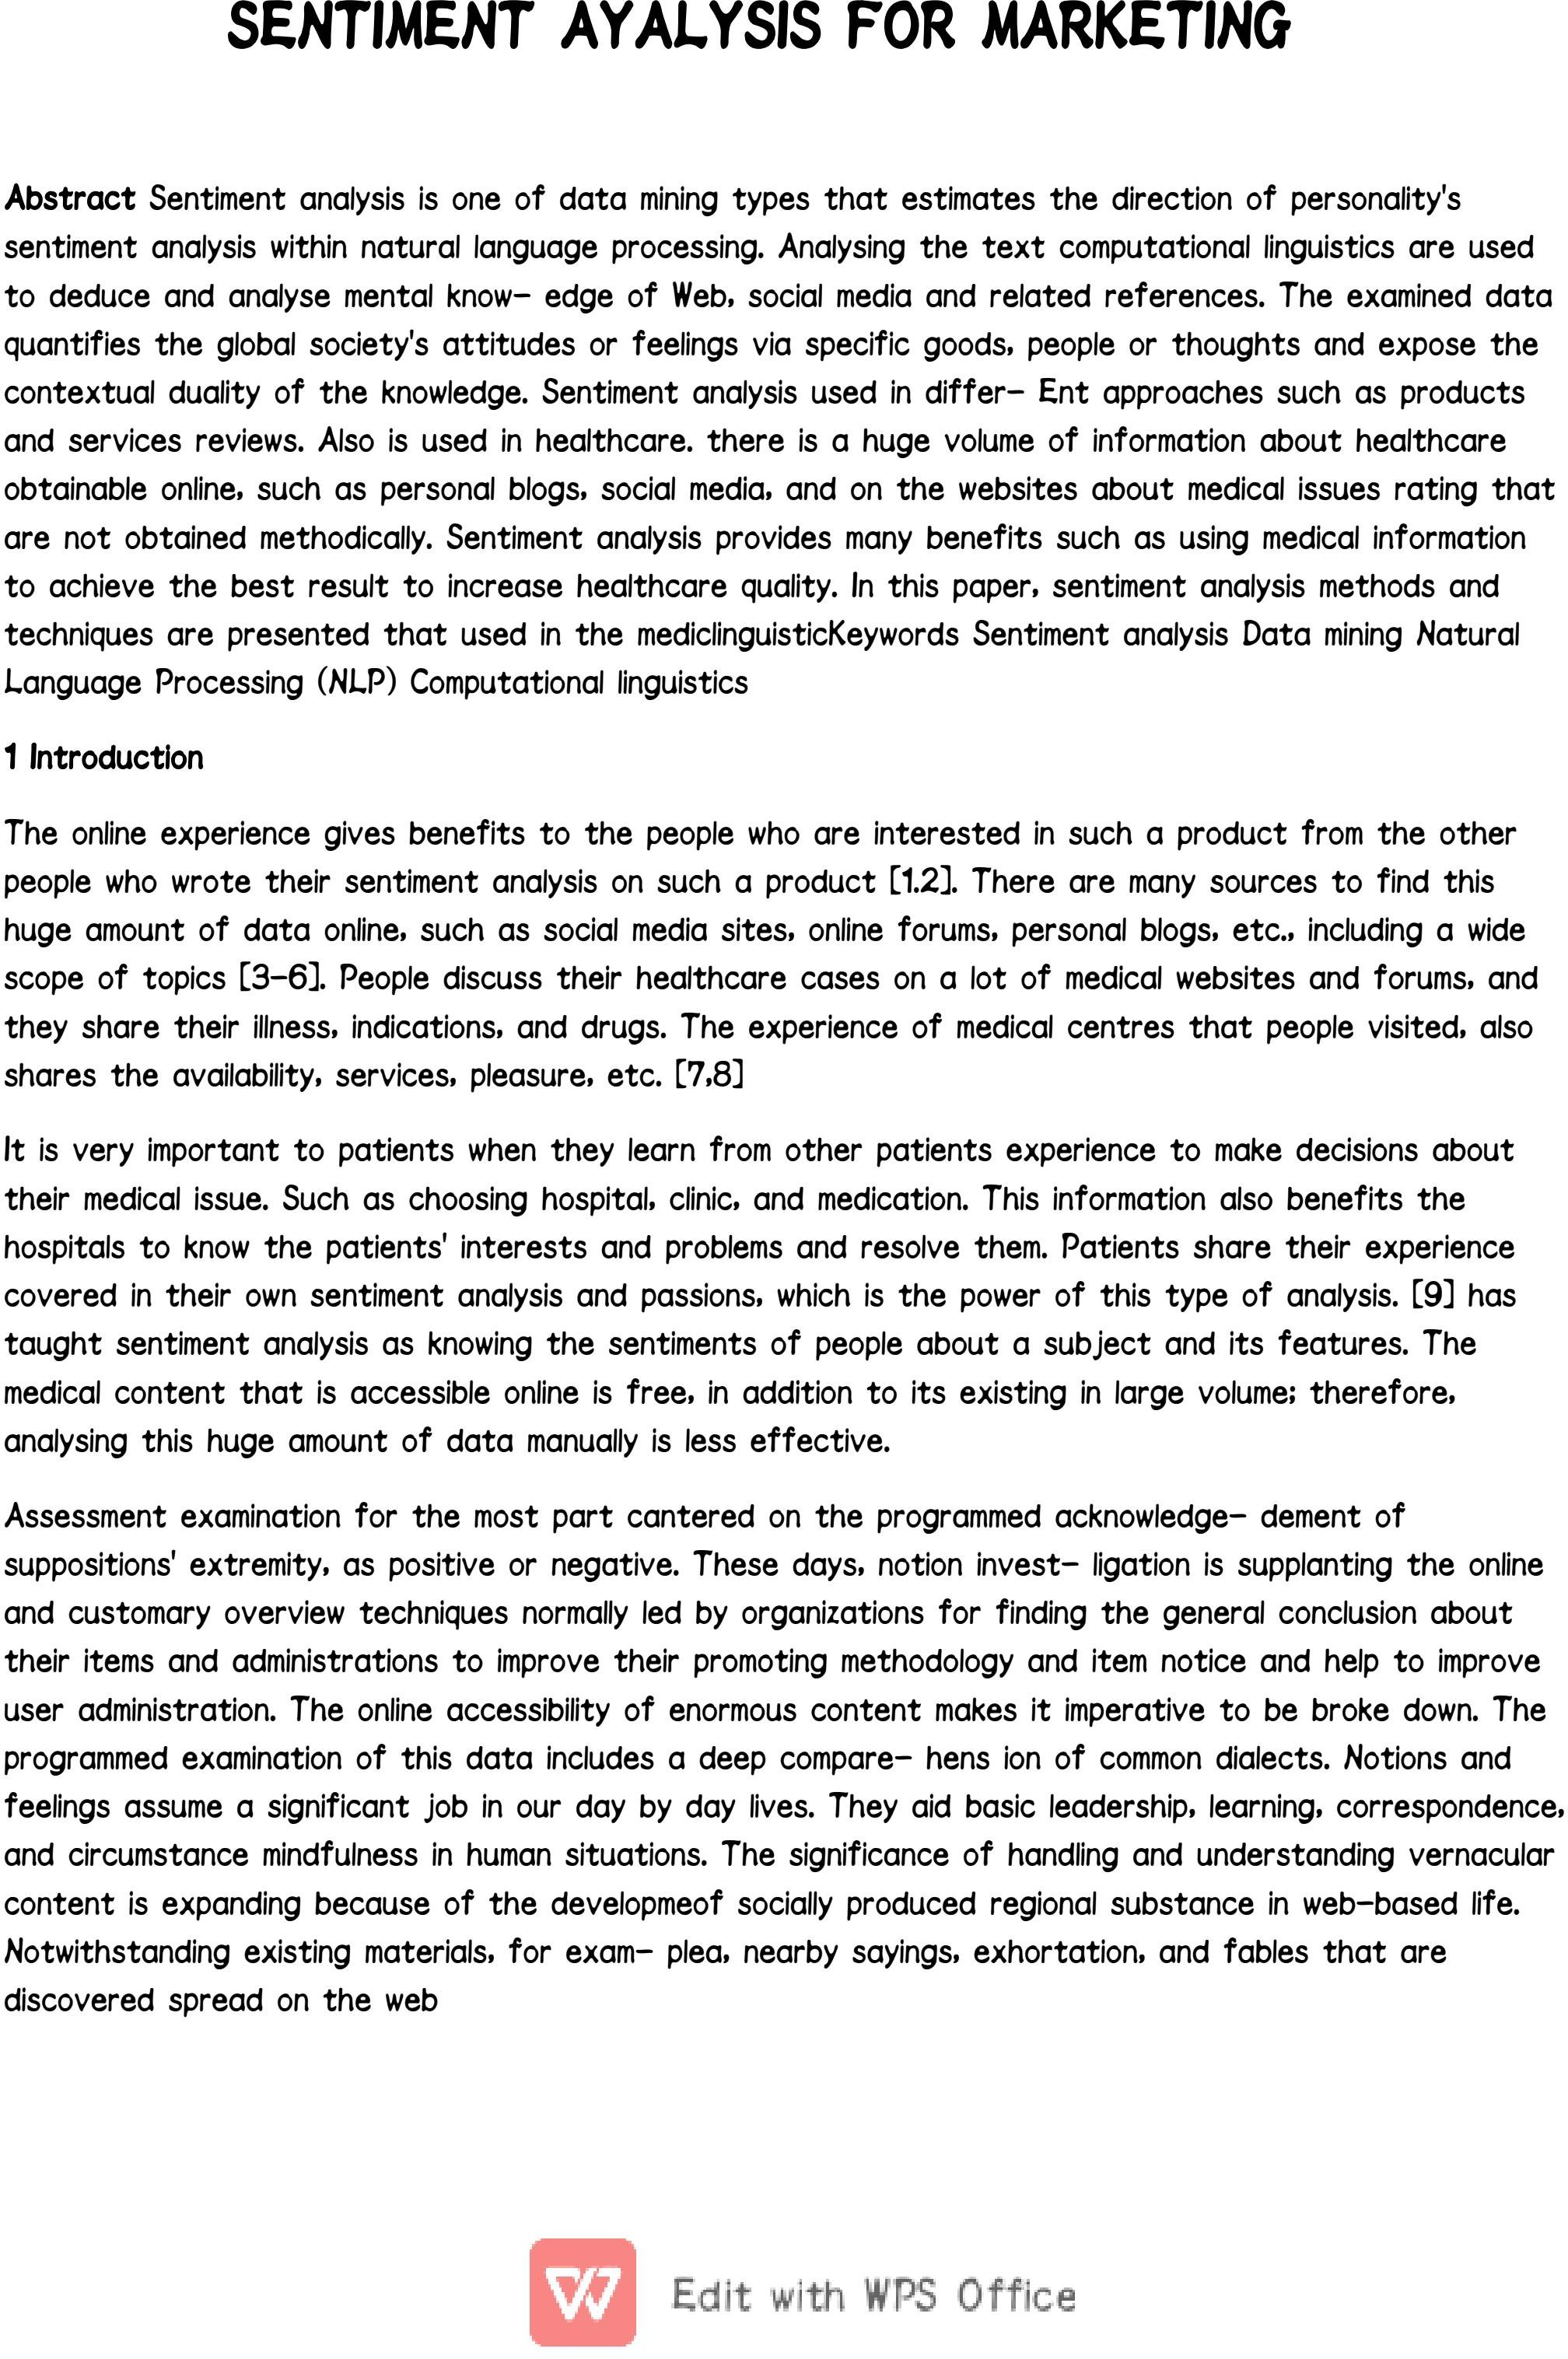 SENTIMENT AYALYSIS FOR MARKETING
Abstract Sentiment analysis is one of data mining types that estimates the direction of personality's
sentiment analysis within natural language processing. Analysing the text computational linguistics are used
to deduce and analyse mental know- edge of Web, social media and related references. The examined data
quantifies the global society's attitudes or feelings via specific goods, people or thoughts and expose the
contextual duality of the knowledge. Sentiment analysis used in differ- Ent approaches such as products
and services reviews. Also is used in healthcare. there is a huge volume of information about healthcare
obtainable online, such as personal blogs, social media, and on the websites about medical issues rating that
are not obtained methodically. Sentiment analysis provides many benefits such as using medical information
to achieve the best result to increase healthcare quality. In this paper, sentiment analysis methods and
techniques are presented that used in the mediclinguisticKeywords Sentiment analysis Data mining Natural
Language Processing (NLP) Computational linguistics
1 Introduction
The online experience gives benefits to the people who are interested in such a product from the other
people who wrote their sentiment analysis on such a product [1.2]. There are many sources to find this
huge amount of data online, such as social media sites, online forums, personal blogs, etc., including a wide
scope of topics [3-6]. People discuss their healthcare cases on a lot of medical websites and forums, and
they share their illness, indications, and drugs. The experience of medical centres that people visited, also
shares the availability, services, pleasure, etc. [7,8]
It is very important to patients when they learn from other patients experience to make decisions about
their medical issue. Such as choosing hospital, clinic, and medication. This information also benefits the
hospitals to know the patients' interests and problems and resolve them. Patients share their experience
covered in their own sentiment analysis and passions, which is the power of this type of analysis. [9] has
taught sentiment analysis as knowing the sentiments of people about a subject and its features. The
medical content that is accessible online is free, in addition to its existing in large volume; therefore,
analysing this huge amount of data manually is less effective.
Assessment examination for the most part cantered on the programmed acknowledge- dement of
suppositions' extremity, as positive or negative. These days, notion invest- ligation is supplanting the online
and customary overview techniques normally led by organizations for finding the general conclusion about
their items and administrations to improve their promoting methodology and item notice and help to improve
user administration. The online accessibility of enormous content makes it imperative to be broke down. The
programmed examination of this data includes a deep compare- hens ion of common dialects. Notions and
feelings assume a significant job in our day by day lives. They aid basic leadership, learning, correspondence,
and circumstance mindfulness in human situations. The significance of handling and understanding vernacular
content is expanding because of the developmeof socially produced regional substance in web-based life.
Notwithstanding existing materials, for exam- plea, nearby sayings, exhortation, and fables that are
discovered spread on the web
Edit with WPS Office